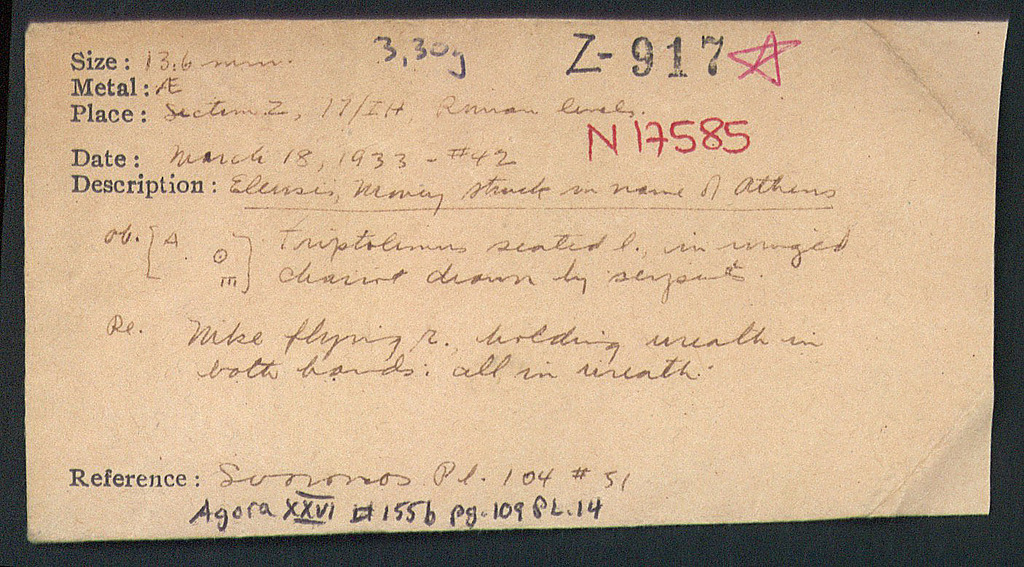 3,30g Z-917
Size: 13.6 mm.
Metal: Æ
Place: Section Z, 17/ΙΗ, Roman levels.
N 17585
Date: March 18, 1933 - #42
Description: Eleusis, Money struck in name of Athens
Ob. [A Θ Triptolemus seated l., in winged
E] chariot drawn by serpents.
Re. Nike flying r., holding wreath in
both hands: all in wreath.
Reference: Svoronos Pl. 104 # 51
Agora XXVI #155b pg. 109 PL. 14